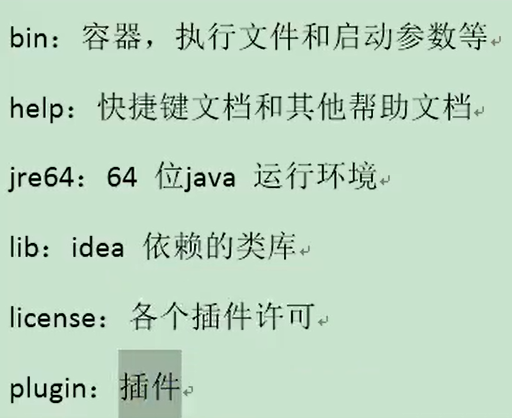 bin：容器，执行文件和启动参数等
help：快捷键文档和其他帮助文档
jre64：64 位java 运行环境
lib：idea 依赖的类库
license：各个插件许可
plugin：插件